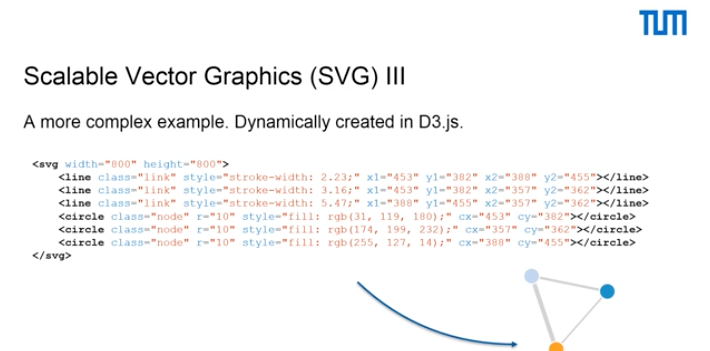 TUM
Scalable Vector Graphics (SVG) III
A more complex example. Dynamically created in D3.js.
<svg width="800" height="800">
<line class="link" style="stroke-width: 2.23;" x1="453" y1="382" x2="388" y2="455"></line>
<line class="link" style="stroke-width: 3.16;" x1="453" y1="382" x2="357" y2="362"></line>
<line class="link" style="stroke-width: 5.47;" x1="388" y1="455" x2="357" y2="362"></line>
<circle class="node" r="10" style="fill: rgb(31, 119, 180);" cx="453" cy="382"></circle>
<circle class="node" r="10" style="fill: rgb(174, 199, 232);" cx="357" cy="362"></circle>
<circle class="node" r="10" style="fill: rgb(255, 127, 14);" cx="388" cy="455"></circle>
</svg>